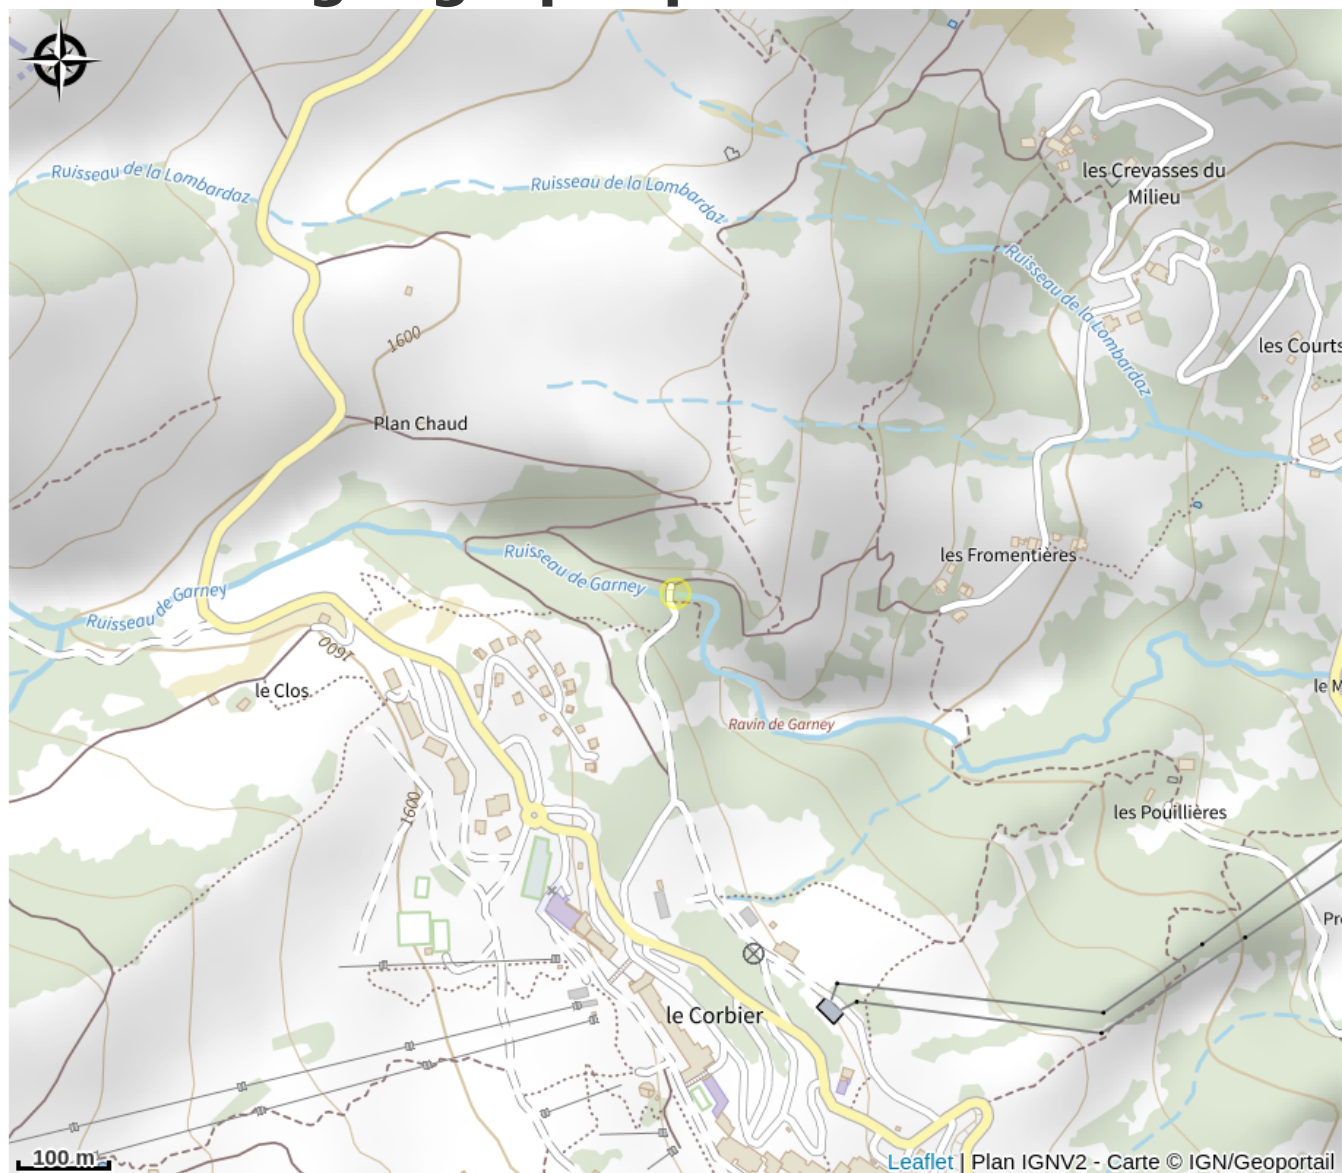 Ruisseau de la Lombardaz
Ruisseau de la Lombardaz
les Crevasses du
Milieu
Ruisseau de la Lombardaz
1600
les Courts
Plan Chaud
Ruisseau de Garney
les Fromentières
Ruisseau de Garney
1600
le Clos
le M
Ravin de Garney
1600
les Pouillières
Pr
le Corbier
100 m
Leaflet | Plan IGNV2 - Carte © IGN/Geoportail